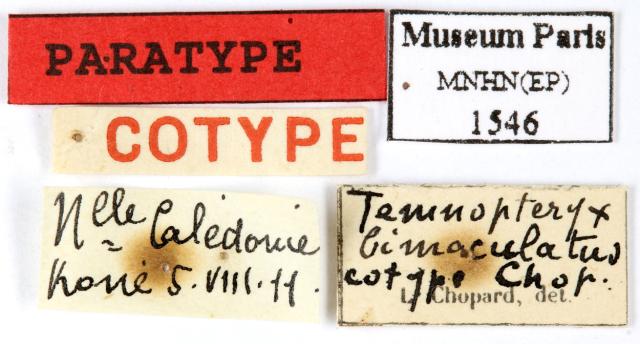 PARATYPE
Museum Paris
MNHN(EP)
1546
COTYPE
Nlle Calédonie
Koné 5.VIII.11.
Temnopteryx
bimaculatus
cotype Chop.
L. Chopard, det.